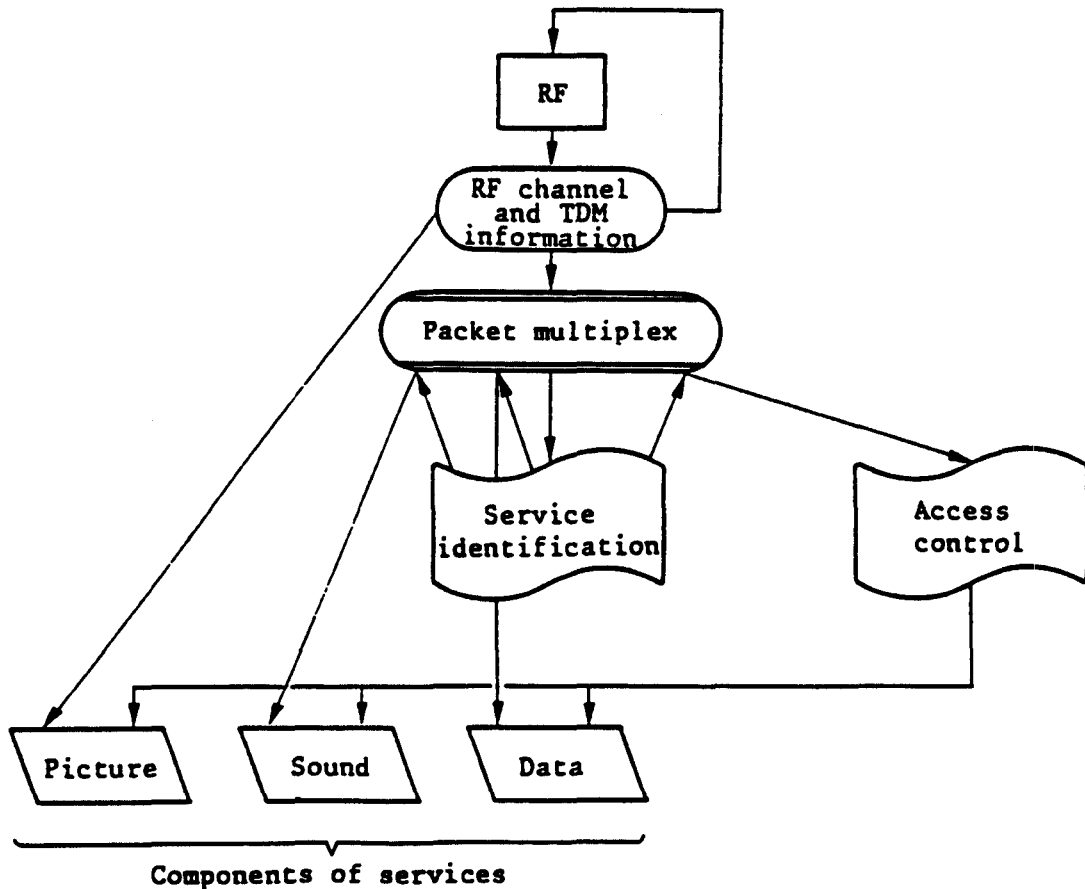 RF
RF channel
and TDM
information
Packet multiplex
Service
identification
Access
control
Picture
Sound
Data
Components of services